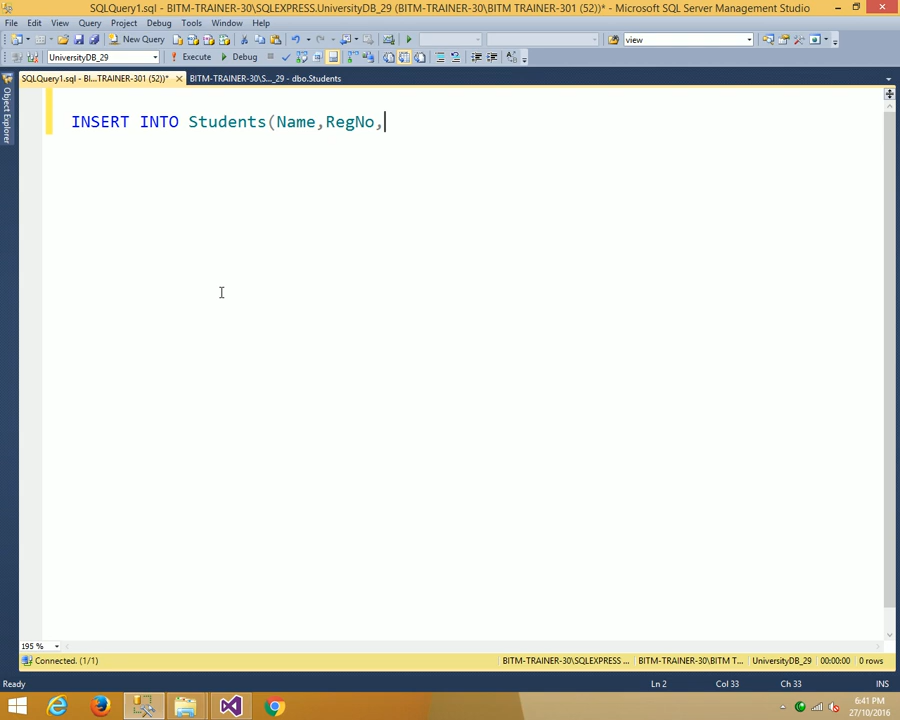 SQLQuery1.sql - BITM-TRAINER-30\SQLEXPRESS.UniversityDB_29 (BITM-TRAINER-30\BITM TRAINER-301 (52))* - Microsoft SQL Server Management Studio
File Edit View Query Project Debug Tools Window Help
New Query view
UniversityDB_29 Execute Debug
SQLQuery1.sql - BI...TRAINER-301 (52))* BITM-TRAINER-30\S..._29 - dbo.Students
Object Explorer
INSERT INTO Students(Name,RegNo,
195 %
Connected. (1/1) BITM-TRAINER-30\SQLEXPRESS ... BITM-TRAINER-30\BITM T... UniversityDB_29 00:00:00 0 rows
Ready Ln 2 Col 33 Ch 33 INS
6:41 PM
27/10/2016